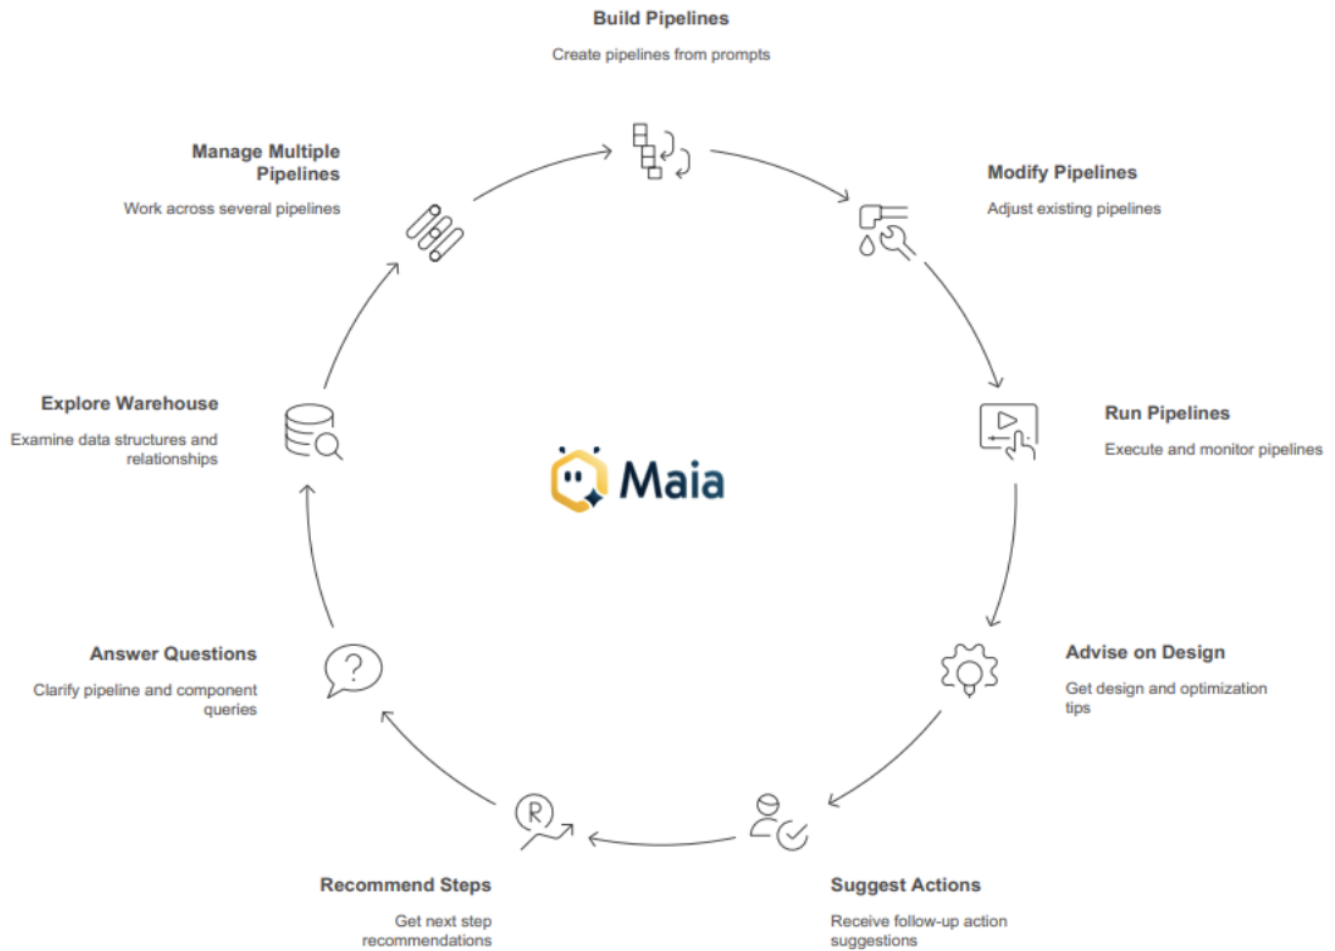 Build Pipelines
Create pipelines from prompts
Modify Pipelines
Adjust existing pipelines
Run Pipelines
Execute and monitor pipelines
Advise on Design
Get design and optimization
tips
Suggest Actions
Receive follow-up action
suggestions
R
Recommend Steps
Get next step
recommendations
?
Answer Questions
Clarify pipeline and component
queries
Explore Warehouse
Examine data structures and
relationships
Manage Multiple
Pipelines
Work across several pipelines
Maia